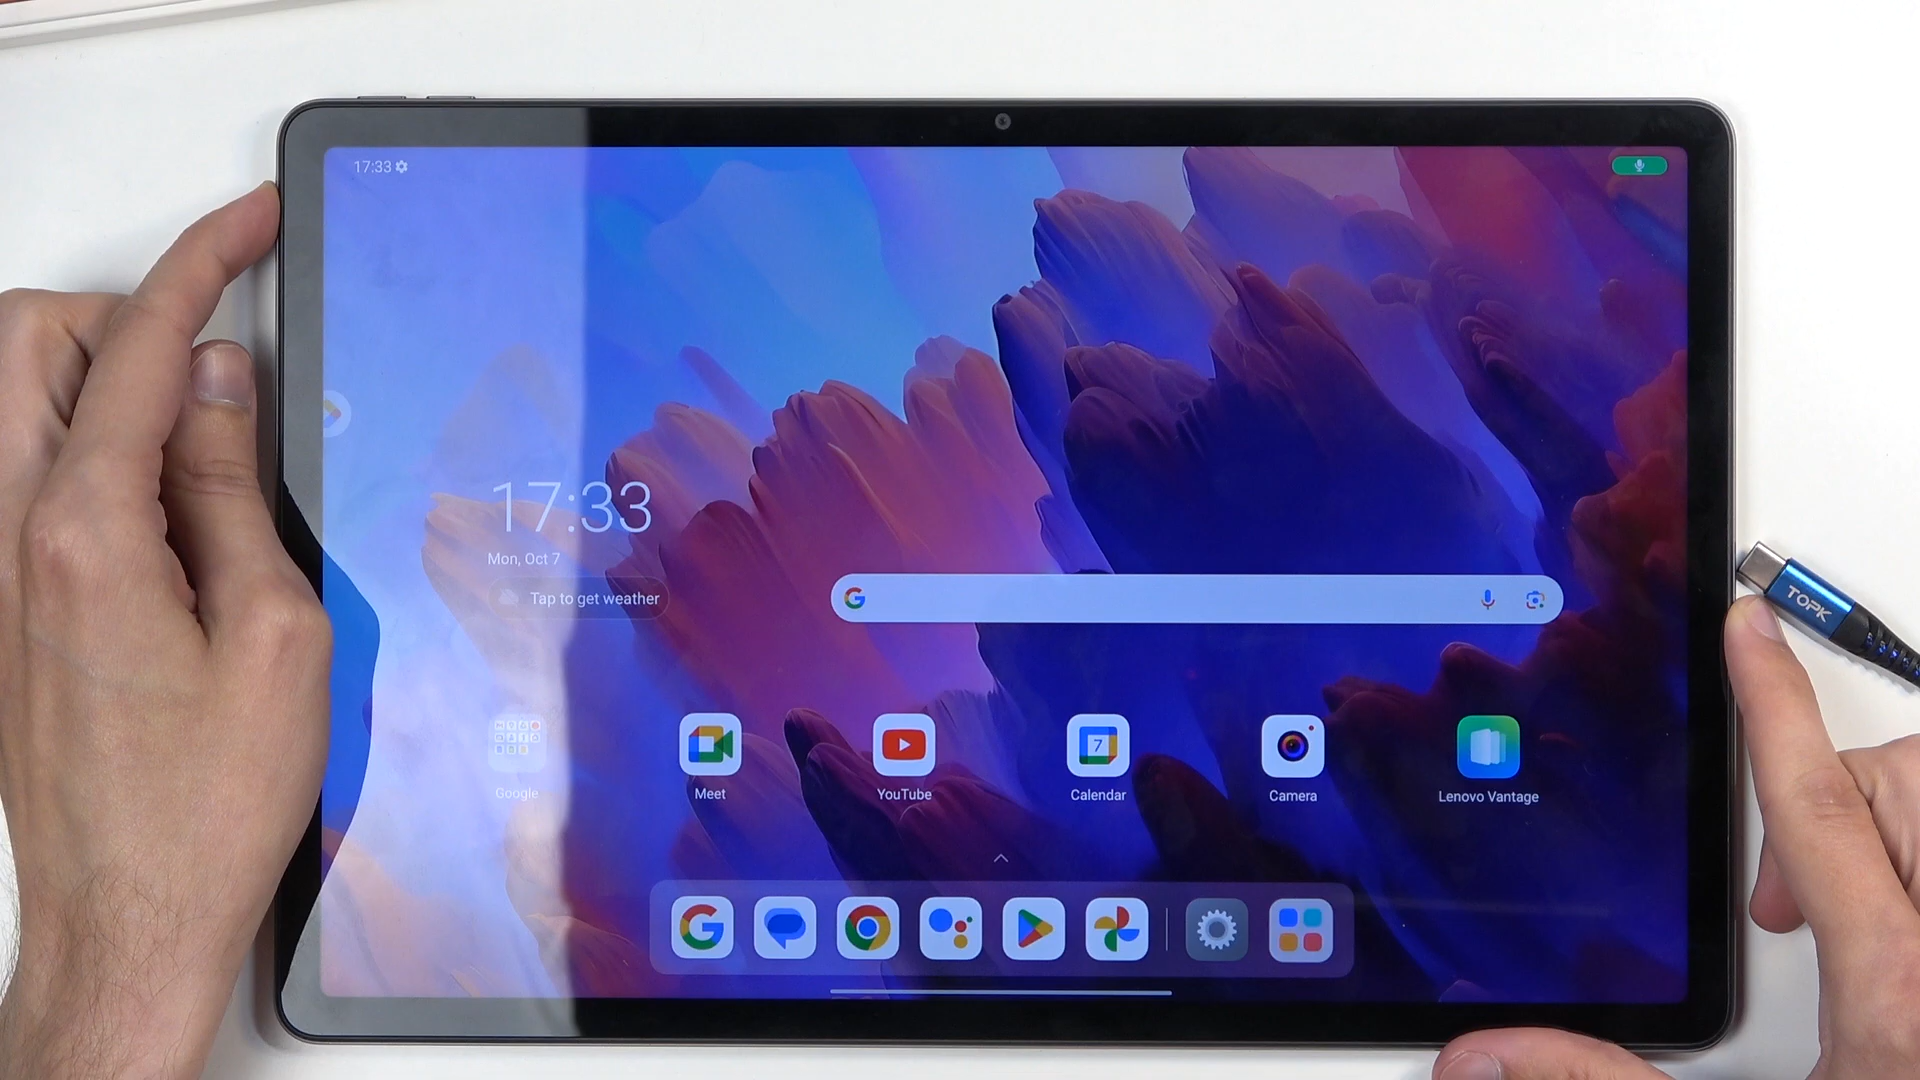 17:33
17:33
Mon, Oct 7
Tap to get weather
TOPK
Google
Meet
YouTube
7
Calendar
Camera
Lenovo Vantage